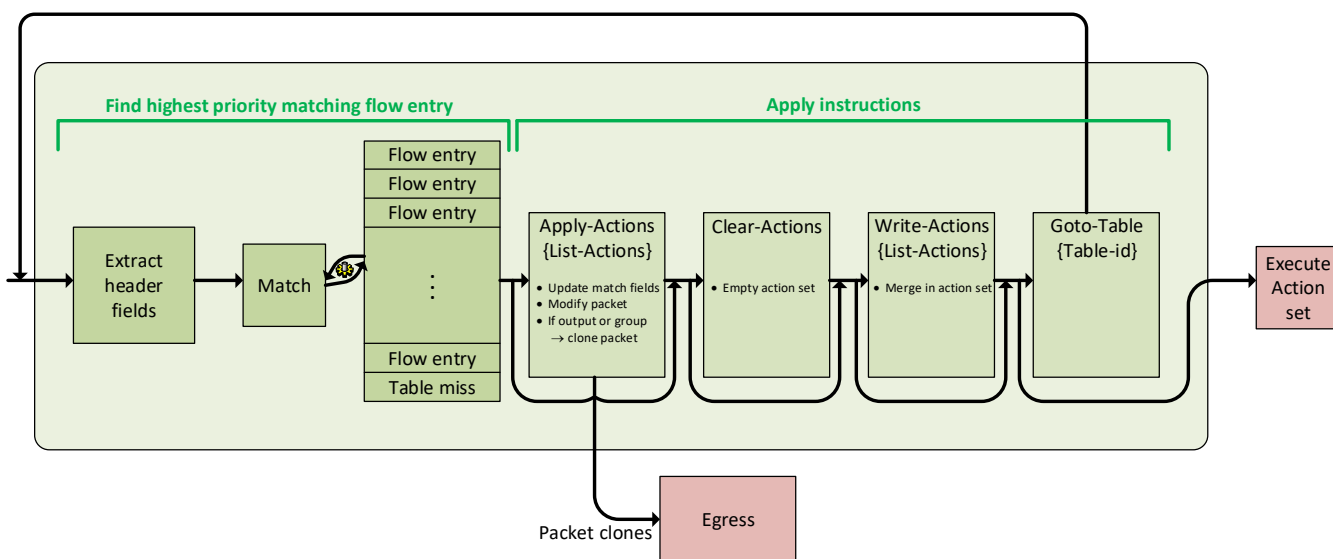 Find highest priority matching flow entry
Apply instructions
Flow entry
Flow entry
Flow entry
⋮
Flow entry
Table miss
Extract
header
fields
Match
Apply-Actions
{List-Actions}
• Update match fields
• Modify packet
• If output or group
→ clone packet
Clear-Actions
• Empty action set
Write-Actions
{List-Actions}
• Merge in action set
Goto-Table
{Table-id}
Execute
Action
set
Packet clones
Egress